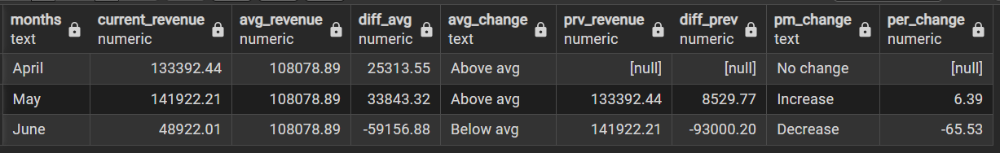 months current_revenue avg_revenue diff_avg avg_change prv_revenue diff_prev pm_change per_change
text numeric numeric numeric text numeric numeric text numeric
April 133392.44 108078.89 25313.55 Above avg [null] [null] No change [null]
May 141922.21 108078.89 33843.32 Above avg 133392.44 8529.77 Increase 6.39
June 48922.01 108078.89 -59156.88 Below avg 141922.21 -93000.20 Decrease -65.53